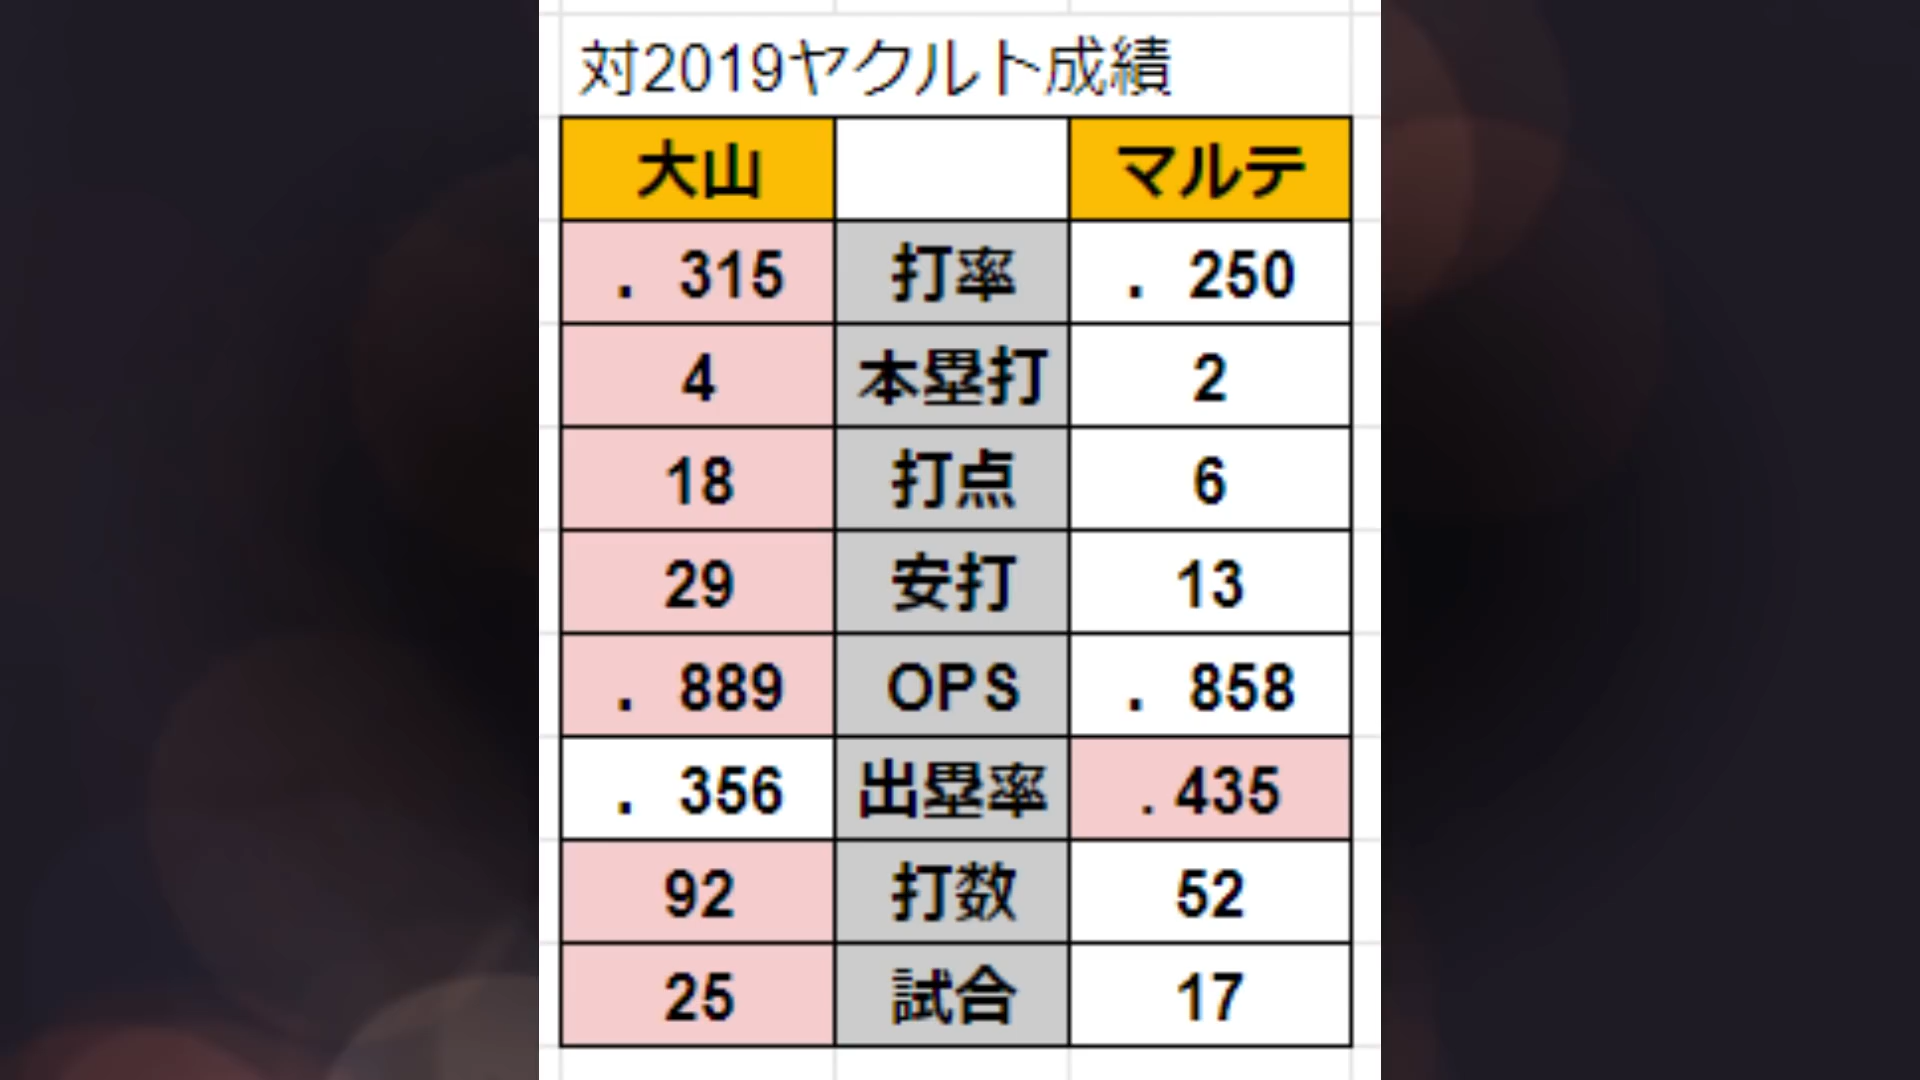 対2019ヤクルト成績
大山 マルテ
. 315 打率 . 250
4 本塁打 2
18 打点 6
29 安打 13
. 889 OPS . 858
. 356 出塁率 .435
92 打数 52
25 試合 17